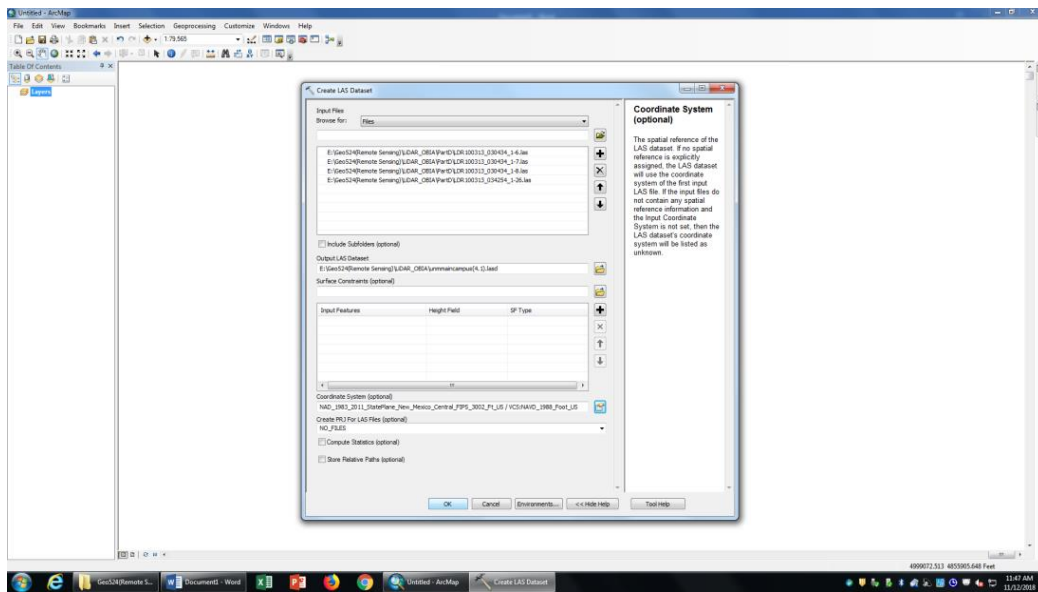 Untitled - ArcMap
File Edit View Bookmarks Insert Selection Geoprocessing Customize Windows Help
1:79,565
Table Of Contents
Layers
Create LAS Dataset
Input Files
Browse for: Files
E:\Geo524(Remote Sensing)\LiDAR_OBIA\PartD\LDR100313_030434_1-6.las
E:\Geo524(Remote Sensing)\LiDAR_OBIA\PartD\LDR100313_030434_1-7.las
E:\Geo524(Remote Sensing)\LiDAR_OBIA\PartD\LDR100313_030434_1-8.las
E:\Geo524(Remote Sensing)\LiDAR_OBIA\PartD\LDR100313_034254_1-26.las
Include Subfolders (optional)
Output LAS Dataset
E:\Geo524(Remote Sensing)\LiDAR_OBIA\unmmaincampus(4.1).lasd
Surface Constraints (optional)
Input Features Height Field SF Type
Coordinate System (optional)
NAD_1983_2011_StatePlane_New_Mexico_Central_FIPS_3002_Ft_US / VCS:NAVD_1988_Foot_US
Create PRJ For LAS Files (optional)
NO_FILES
Compute Statistics (optional)
Store Relative Paths (optional)
OK Cancel Environments... << Hide Help Tool Help
Coordinate System
(optional)
The spatial reference of the
LAS dataset. If no spatial
reference is explicitly
assigned, the LAS dataset
will use the coordinate
system of the first input
LAS file. If the input files do
not contain any spatial
reference information and
the Input Coordinate
System is not set, then the
LAS dataset's coordinate
system will be listed as
unknown.
4999072.513 4855905.648 Feet
Geo524(Remote S... Document1 - Word Untitled - ArcMap Create LAS Dataset
11:47 AM
11/12/2018